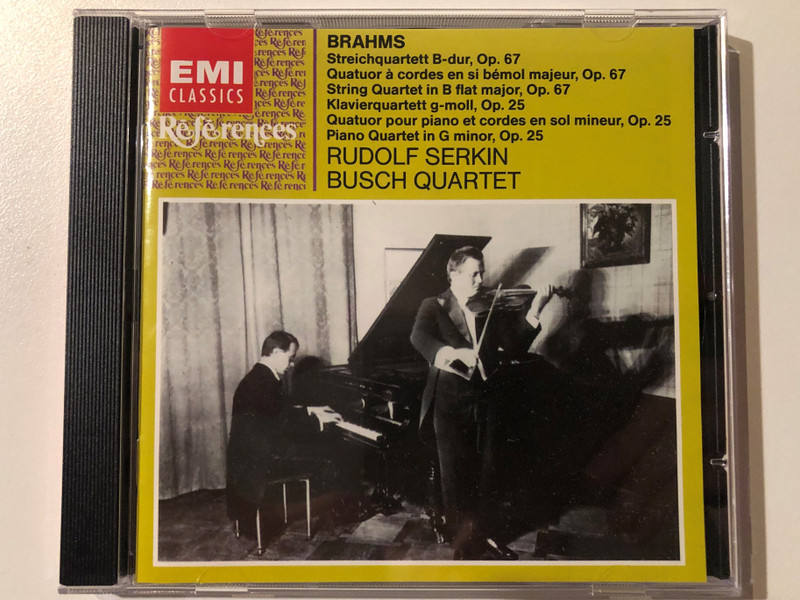 EMI
CLASSICS
Références
BRAHMS
Streichquartett B-dur, Op. 67
Quatuor à cordes en si bémol majeur, Op. 67
String Quartet in B flat major, Op. 67
Klavierquartett g-moll, Op. 25
Quatuor pour piano et cordes en sol mineur, Op. 25
Piano Quartet in G minor, Op. 25
RUDOLF SERKIN
BUSCH QUARTET